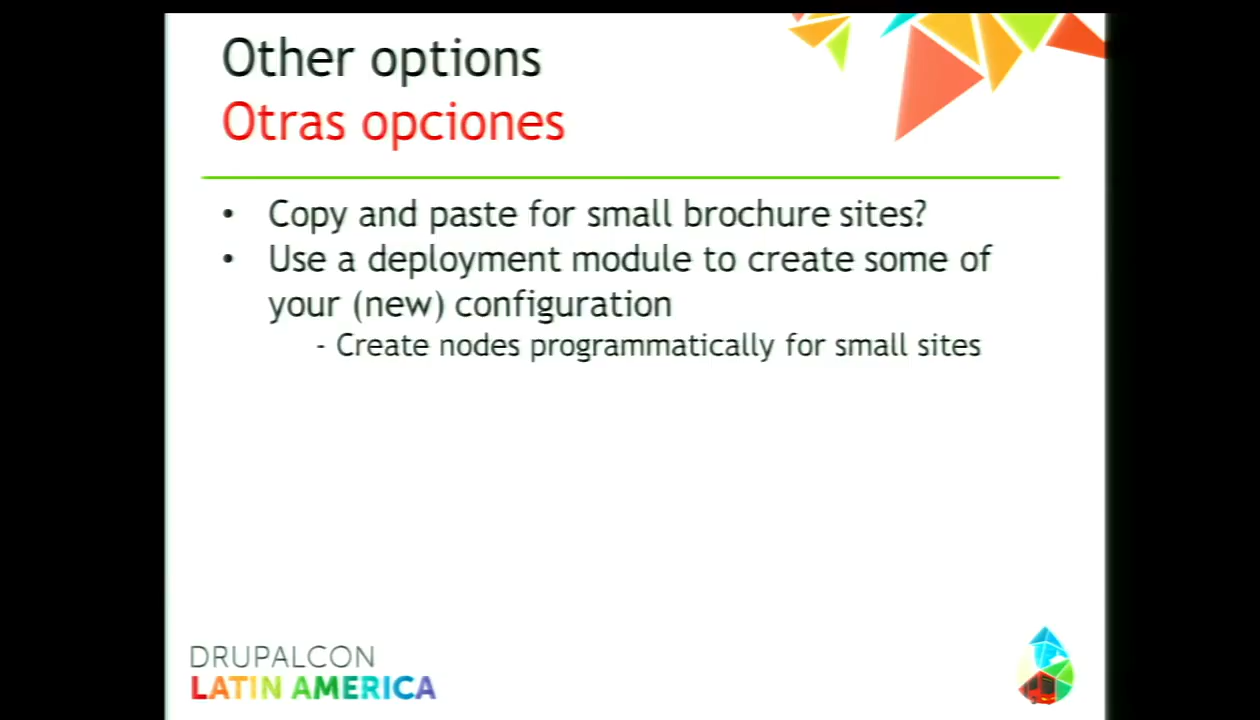 Other options
Otras opciones
• Copy and paste for small brochure sites?
• Use a deployment module to create some of
your (new) configuration
- Create nodes programmatically for small sites
DRUPALCON
LATIN AMERICA